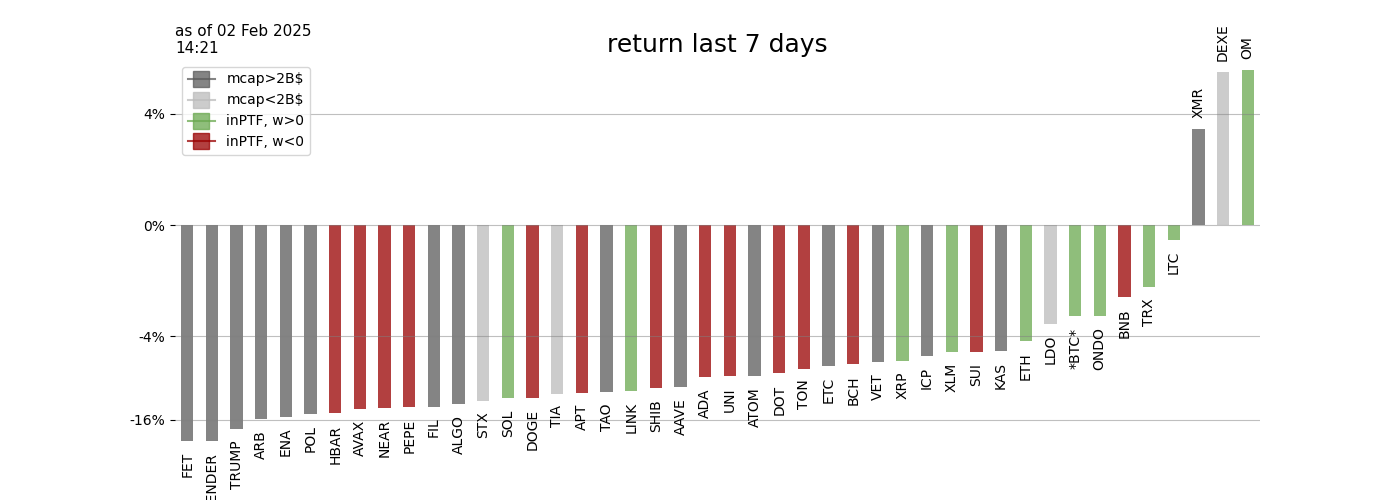 as of 02 Feb 2025
14:21
return last 7 days
mcap>2B$
mcap<2B$
inPTF, w>0
inPTF, w<0
4%
0%
-4%
-16%
FET
ENDER
TRUMP
ARB
ENA
POL
HBAR
AVAX
NEAR
PEPE
FIL
ALGO
STX
SOL
DOGE
TIA
APT
TAO
LINK
SHIB
AAVE
ADA
UNI
ATOM
DOT
TON
ETC
BCH
VET
XRP
ICP
XLM
SUI
KAS
ETH
LDO
*BTC*
ONDO
BNB
TRX
LTC
XMR
DEXE
OM